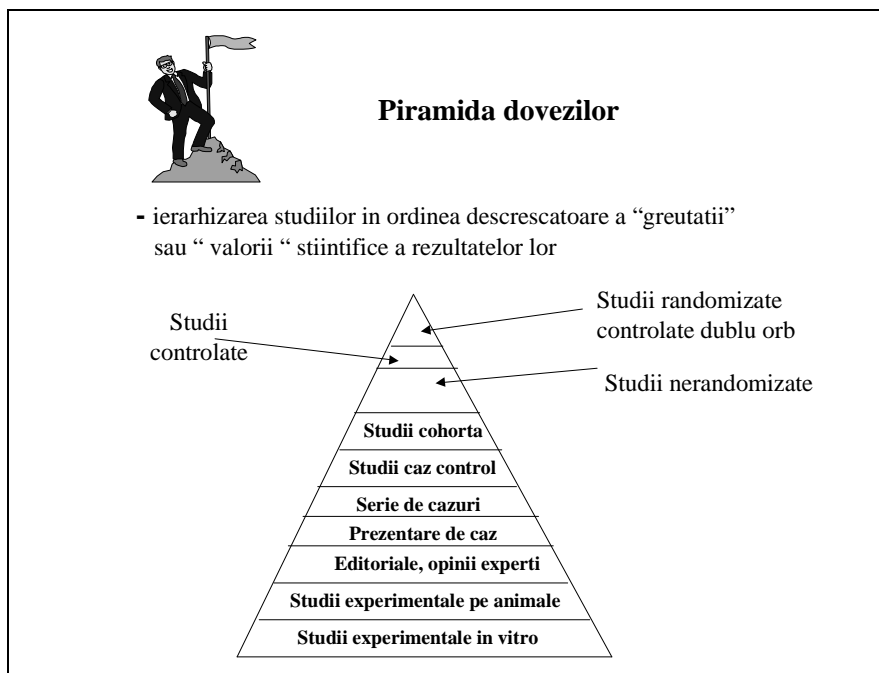 Piramida dovezilor
- ierarhizarea studiilor in ordinea descrescatoare a “greutatii”
sau “ valorii “ stiintifice a rezultatelor lor
Studii
controlate
Studii randomizate
controlate dublu orb
Studii nerandomizate
Studii cohorta
Studii caz control
Serie de cazuri
Prezentare de caz
Editoriale, opinii experti
Studii experimentale pe animale
Studii experimentale in vitro